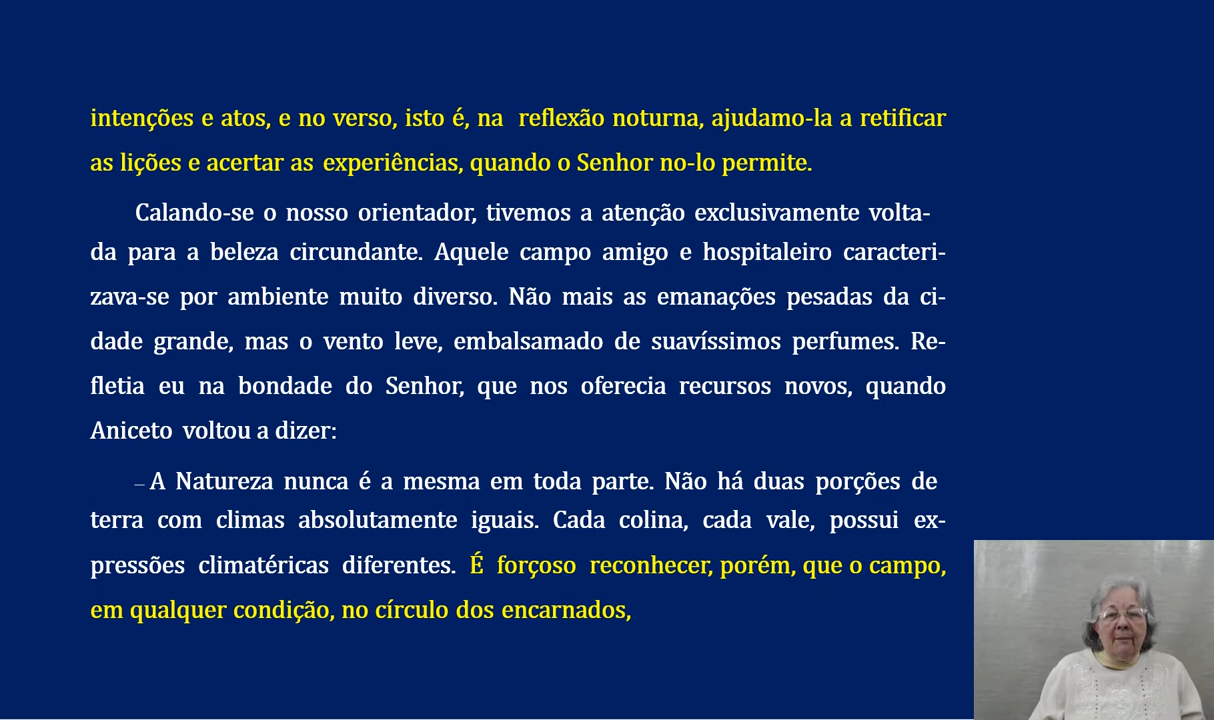 intenções e atos, e no verso, isto é, na reflexão noturna, ajudamo-la a retificar
as lições e acertar as experiências, quando o Senhor no-lo permite.
Calando-se o nosso orientador, tivemos a atenção exclusivamente volta-
da para a beleza circundante. Aquele campo amigo e hospitaleiro caracteri-
zava-se por ambiente muito diverso. Não mais as emanações pesadas da ci-
dade grande, mas o vento leve, embalsamado de suavíssimos perfumes. Re-
fletia eu na bondade do Senhor, que nos oferecia recursos novos, quando
Aniceto voltou a dizer:
– A Natureza nunca é a mesma em toda parte. Não há duas porções de
terra com climas absolutamente iguais. Cada colina, cada vale, possui ex-
pressões climatéricas diferentes. É forçoso reconhecer, porém, que o campo,
em qualquer condição, no círculo dos encarnados,